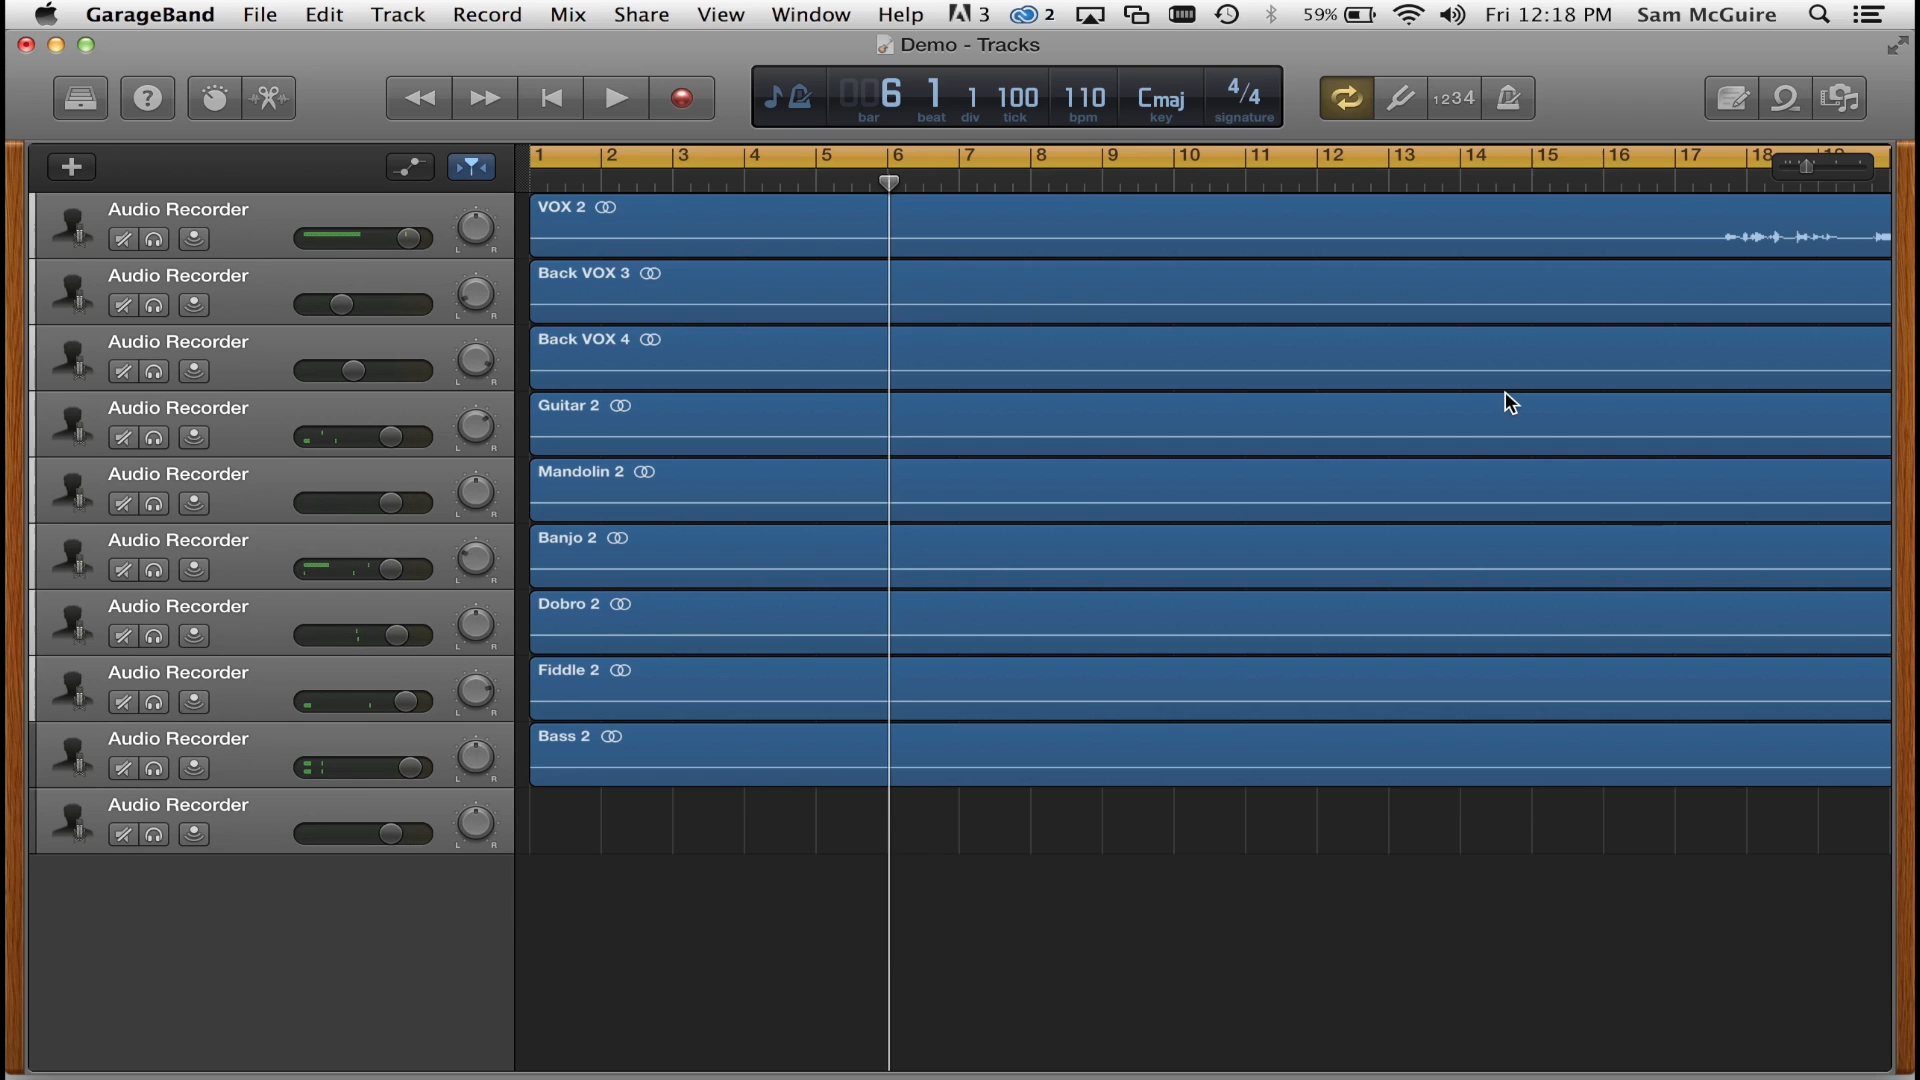 GarageBand File Edit Track Record Mix Share View Window Help 3 2 59% Fri 12:18 PM Sam McGuire
Demo - Tracks
006 1 1 100 110 Cmaj 4/4
bar beat div tick bpm key signature
1234
1 2 3 4 5 6 7 8 9 10 11 12 13 14 15 16 17 18 19
Audio Recorder
L R
VOX 2
Audio Recorder
L R
Back VOX 3
Audio Recorder
L R
Back VOX 4
Audio Recorder
L R
Guitar 2
Audio Recorder
L R
Mandolin 2
Audio Recorder
L R
Banjo 2
Audio Recorder
L R
Dobro 2
Audio Recorder
L R
Fiddle 2
Audio Recorder
L R
Bass 2
Audio Recorder
L R